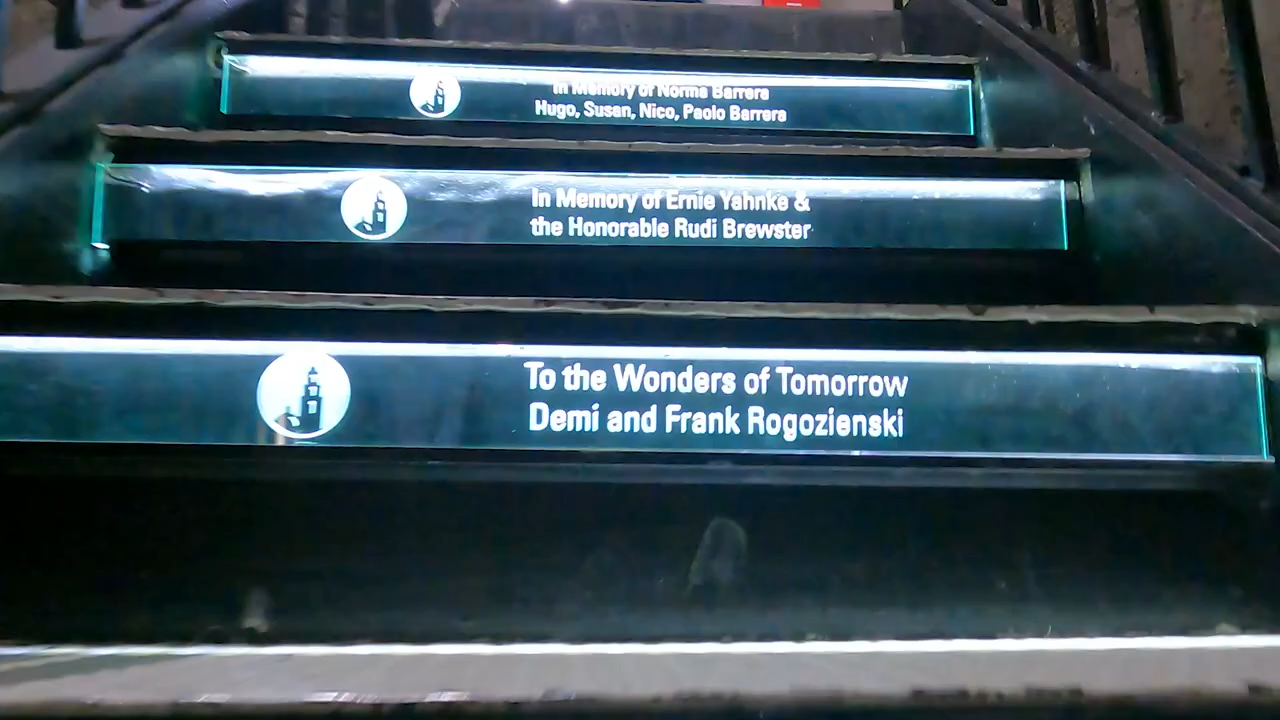 In Memory of Norma Barrera
Hugo, Susan, Nico, Paolo Barrera
In Memory of Ernie Yahnke &
the Honorable Rudi Brewster
To the Wonders of Tomorrow
Demi and Frank Rogozienski